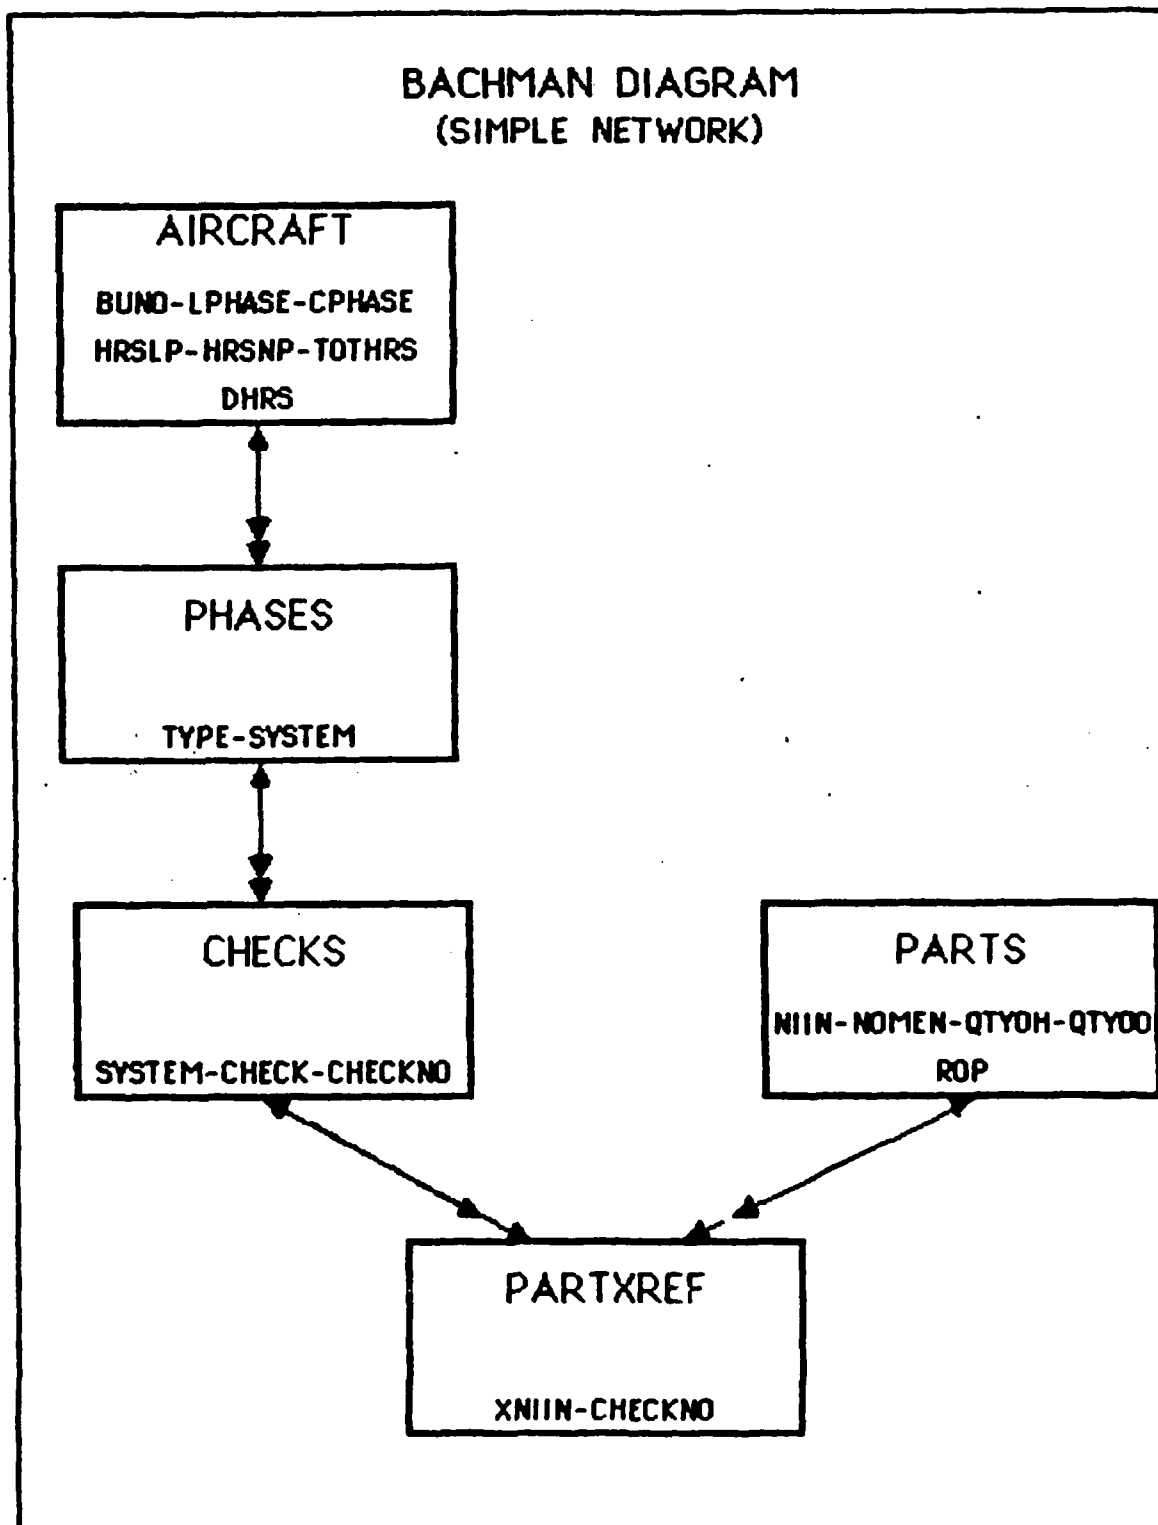 BACHMAN DIAGRAM
(SIMPLE NETWORK)
AIRCRAFT
BUNO-LPHASE-CPHASE
HRSLP-HRSNP-TOTHRS
DHRS
PHASES
TYPE-SYSTEM
CHECKS
SYSTEM-CHECK-CHECKNO
PARTS
NIIN-NOMEN-QTYOH-QTYOO
ROP
PARTXREF
XNIIN-CHECKNO